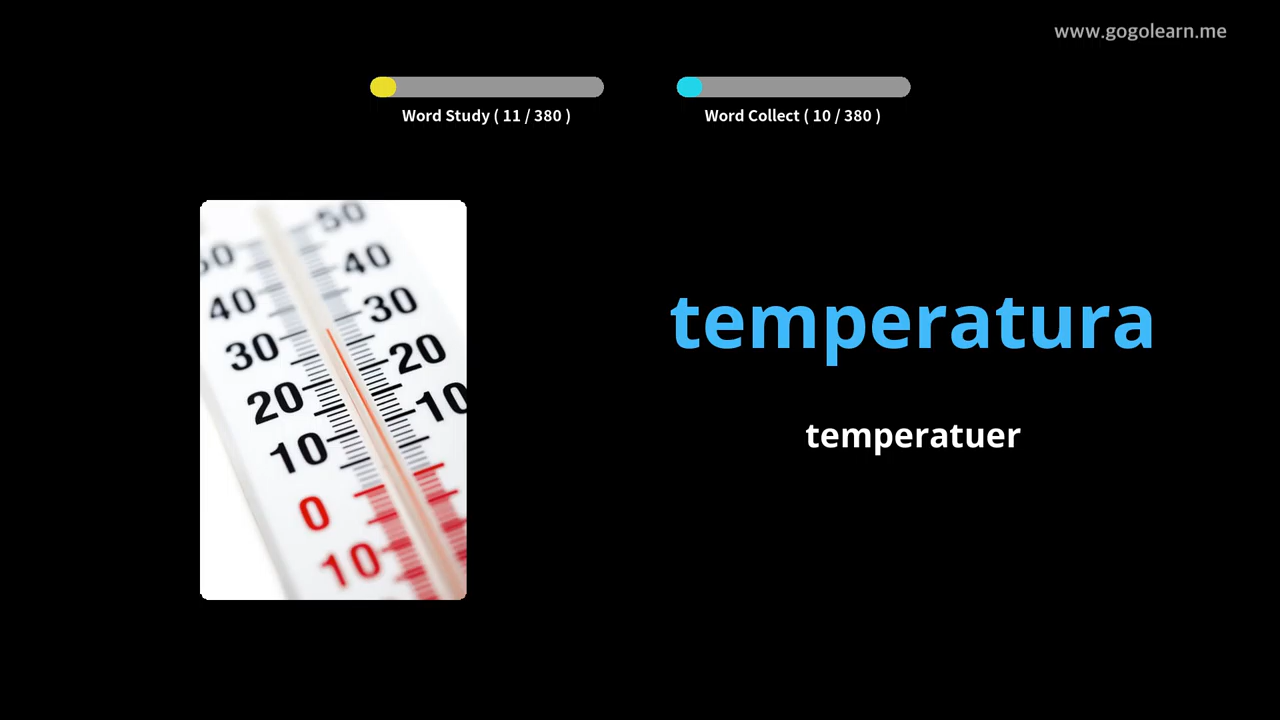 www.gogolearn.me
Word Study ( 11 / 380 )
Word Collect ( 10 / 380 )
50
40
40
30
30
20
20
10
10
0
10
temperatura
temperatuer